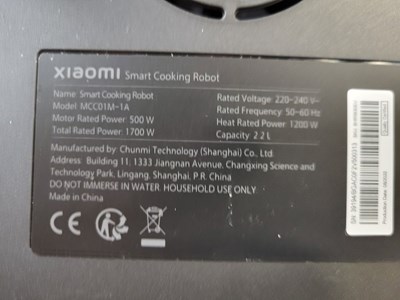 xiaomi Smart Cooking Robot
Name: Smart Cooking Robot
Model: MCC01M-1A
Motor Rated Power: 500 W
Total Rated Power: 1700 W
Rated Voltage: 220-240 V~
Rated Frequency: 50-60 Hz
Heat Rated Power: 1200 W
Capacity: 2.2 L
Manufactured by: Chunmi Technology (Shanghai) Co., Ltd.
Address: Building 11, 1333 Jiangnan Avenue, Changxing Science and
Technology Park, Lingang, Shanghai, P.R. China
DO NOT IMMERSE IN WATER. HOUSEHOLD USE ONLY
Made in China
CE